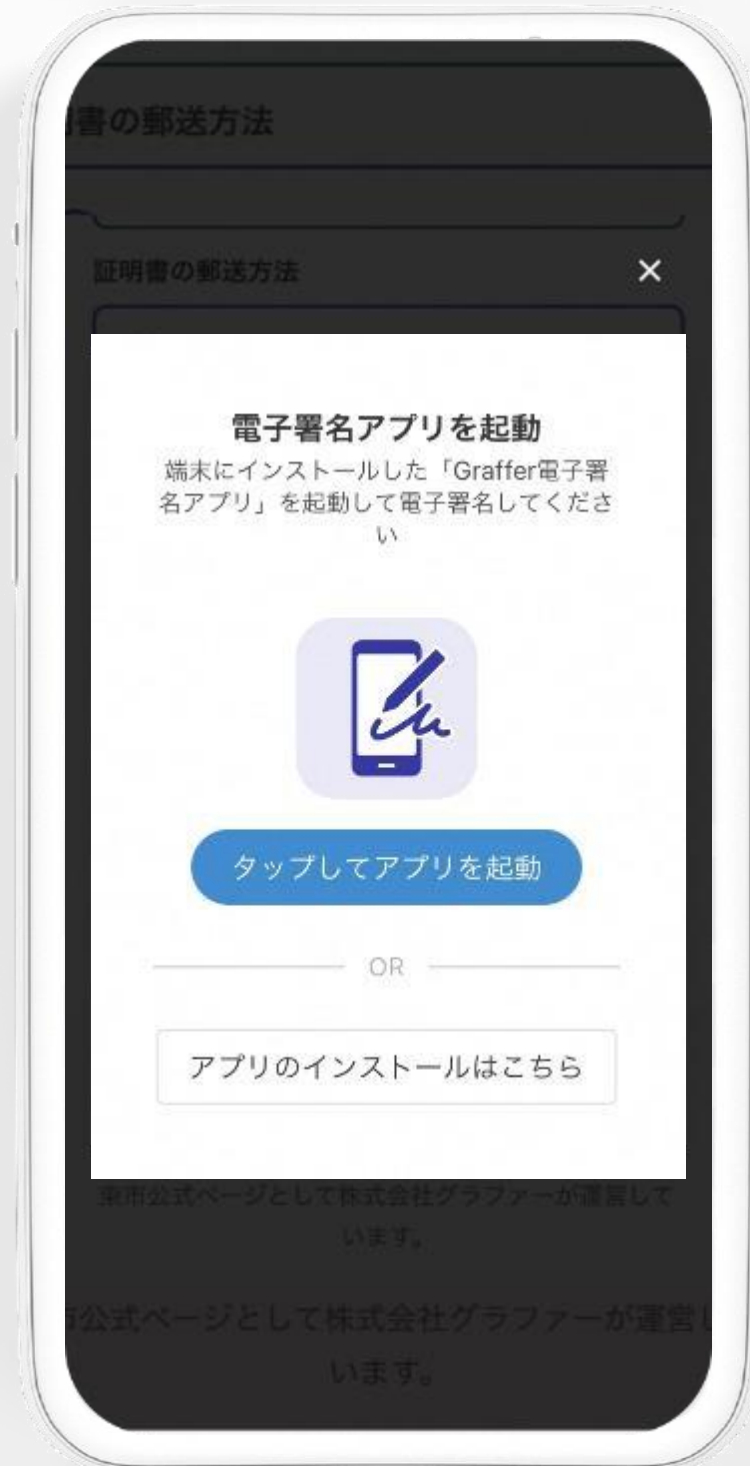 書の郵送方法
証明書の郵送方法
電子署名アプリを起動
端末にインストールした「Graffer電子署
名アプリ」を起動して電子署名してくださ
い
タップしてアプリを起動
OR
アプリのインストールはこちら
市公式ページとして株式会社グラファーが運営して
います。
公式ページとして株式会社グラファーが運営し
います。